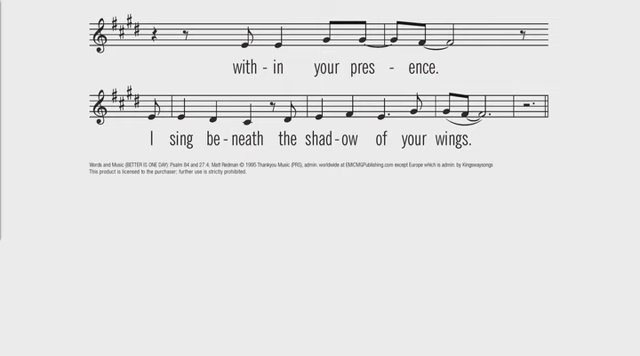 with - in your pres - ence.
I sing be - neath the shad - ow of your wings.
Words and Music (BETTER IS ONE DAY): Psalm 84 and 27:4, Matt Redman © 1995 Thankyou Music (PRS), admin. worldwide at EMICMGPublishing.com except Europe which is admin. by Kingswaysongs
This product is licensed to the purchaser; further use is strictly prohibited.